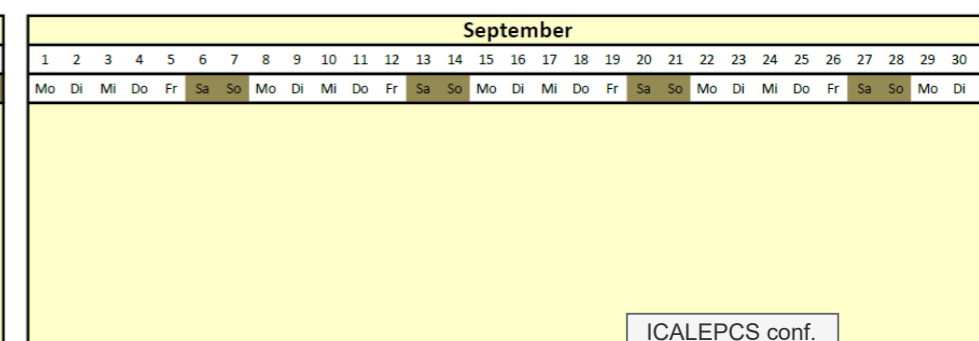 September
1 2 3 4 5 6 7 8 9 10 11 12 13 14 15 16 17 18 19 20 21 22 23 24 25 26 27 28 29 30
Mo Di Mi Do Fr Sa So Mo Di Mi Do Fr Sa So Mo Di Mi Do Fr Sa So Mo Di Mi Do Fr Sa So Mo Di
ICALEPCS conf.